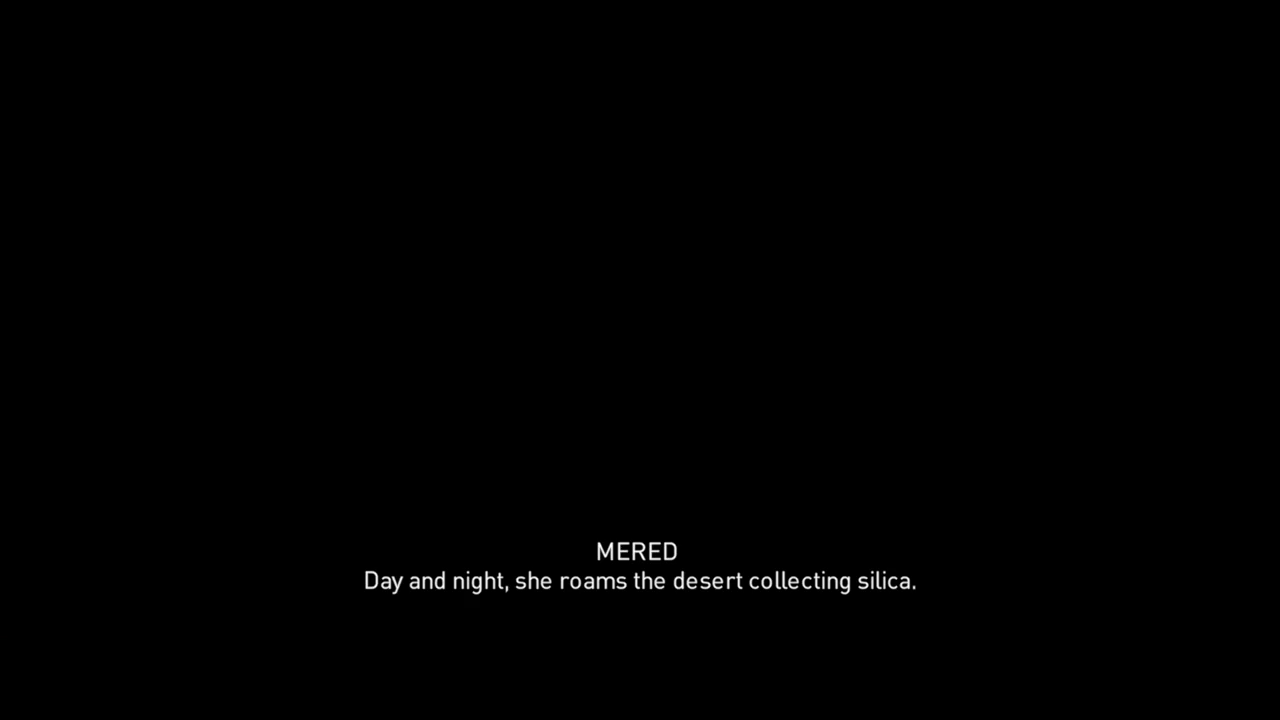 MERED
Day and night, she roams the desert collecting silica.